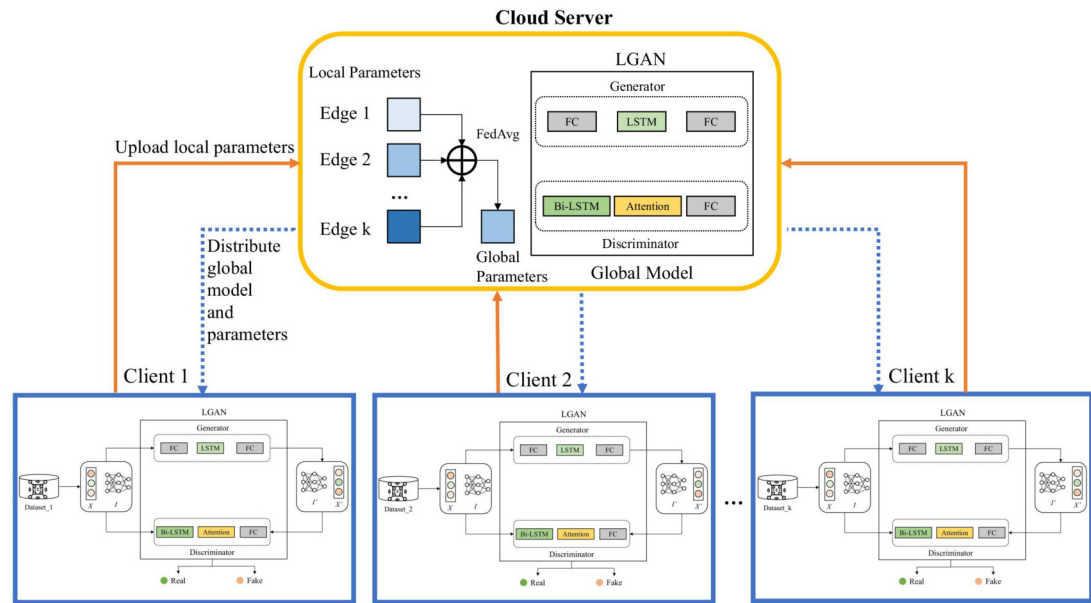 Cloud Server
Local Parameters
Edge 1
Edge 2
...
Edge k
FedAvg
Global
Parameters
LGAN
Generator
FC
LSTM
FC
Bi-LSTM
Attention
FC
Discriminator
Global Model
Upload local parameters
Distribute
global
model
and
parameters
Client 1
LGAN
Generator
FC
LSTM
FC
Dataset_1
X
I
I'
X'
Bi-LSTM
Attention
FC
Discriminator
Real
Fake
Client 2
LGAN
Generator
FC
LSTM
FC
Dataset_2
X
I
I'
X'
Bi-LSTM
Attention
FC
Discriminator
Real
Fake
...
Client k
LGAN
Generator
FC
LSTM
FC
Dataset_k
X
I
I'
X'
Bi-LSTM
Attention
FC
Discriminator
Real
Fake